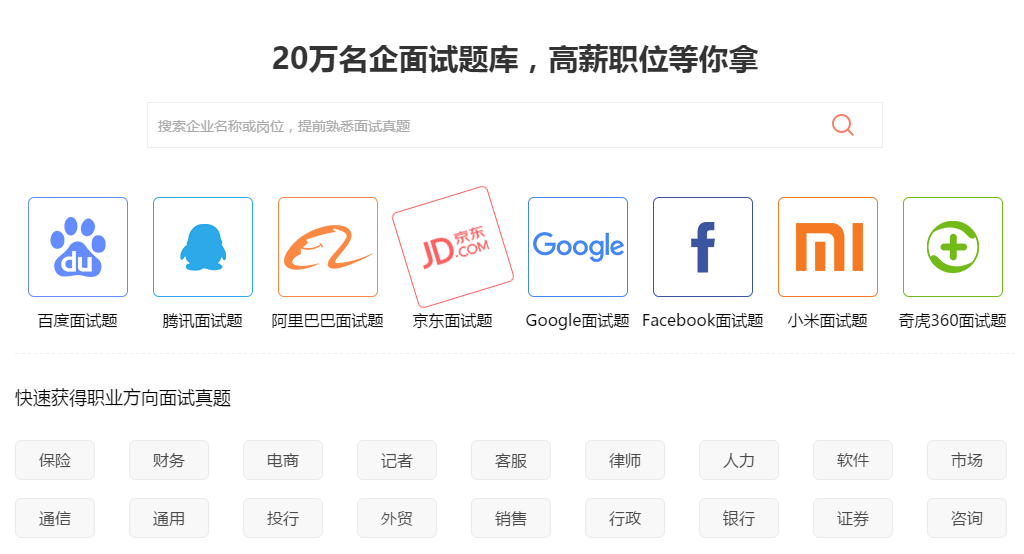 20万名企面试题库，高薪职位等你拿
搜索企业名称或岗位，提前熟悉面试真题
du
JD京东.COM
Google
f
mi
百度面试题 腾讯面试题 阿里巴巴面试题 京东面试题 Google面试题 Facebook面试题 小米面试题 奇虎360面试题
快速获得职业方向面试真题
保险 财务 电商 记者 客服 律师 人力 软件 市场
通信 通用 投行 外贸 销售 行政 银行 证券 咨询